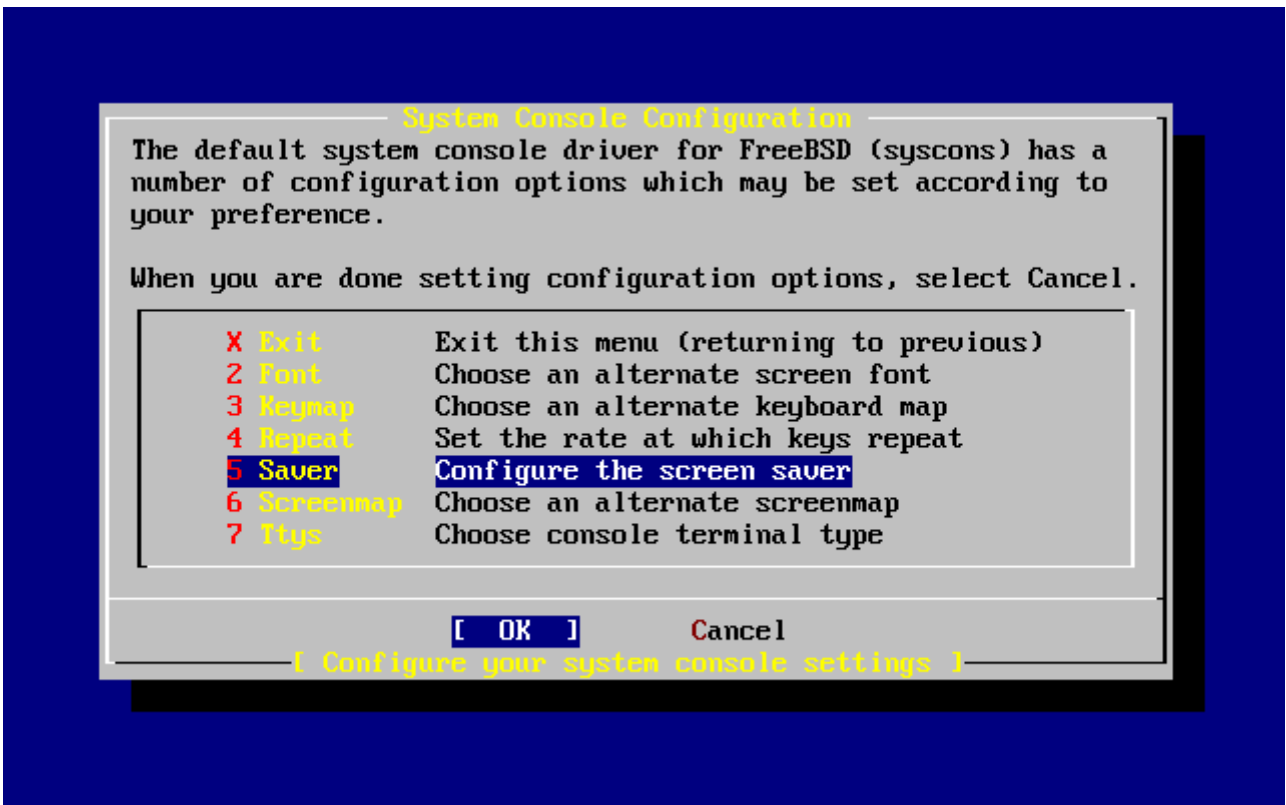 System Console Configuration
The default system console driver for FreeBSD (syscons) has a
number of configuration options which may be set according to
your preference.
When you are done setting configuration options, select Cancel.
X Exit Exit this menu (returning to previous)
2 Font Choose an alternate screen font
3 Keymap Choose an alternate keyboard map
4 Repeat Set the rate at which keys repeat
5 Saver Configure the screen saver
6 Screenmap Choose an alternate screenmap
7 Ttys Choose console terminal type
[ OK ] Cancel
[ Configure your system console settings ]